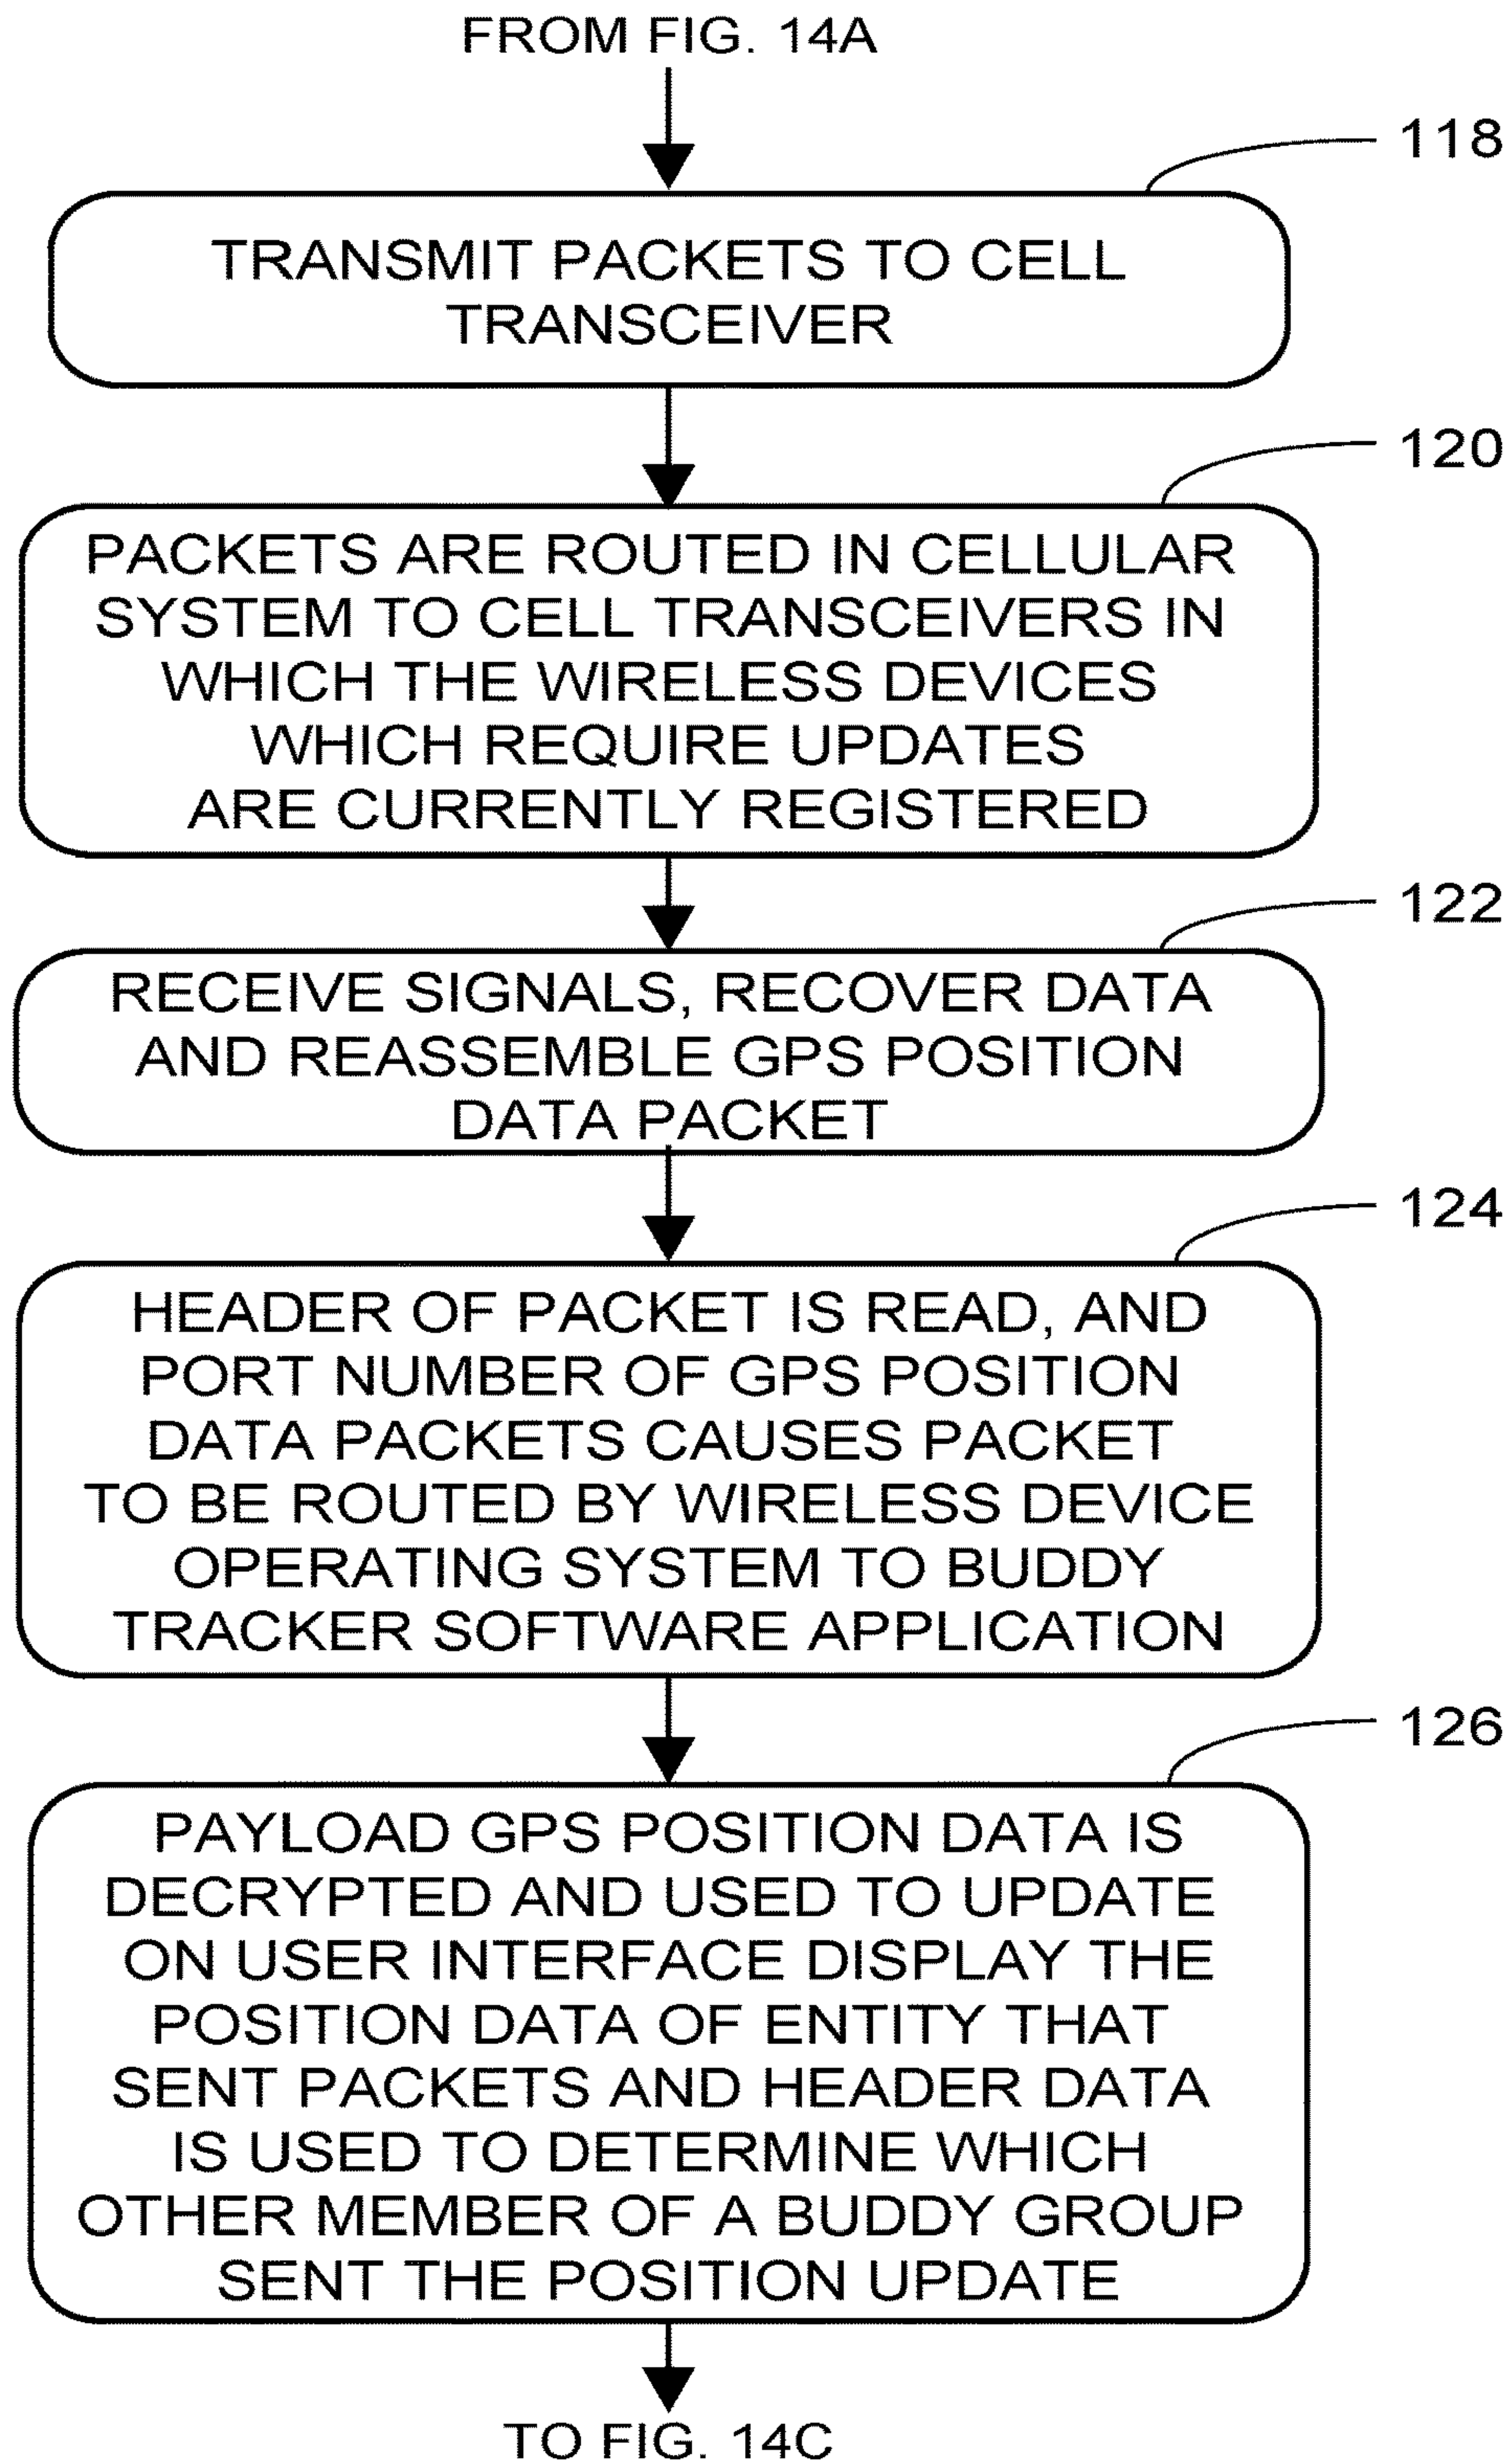 FROM FIG. 14A
118
TRANSMIT PACKETS TO CELL
TRANSCEIVER
120
PACKETS ARE ROUTED IN CELLULAR
SYSTEM TO CELL TRANSCEIVERS IN
WHICH THE WIRELESS DEVICES
WHICH REQUIRE UPDATES
ARE CURRENTLY REGISTERED
122
RECEIVE SIGNALS, RECOVER DATA
AND REASSEMBLE GPS POSITION
DATA PACKET
124
HEADER OF PACKET IS READ, AND
PORT NUMBER OF GPS POSITION
DATA PACKETS CAUSES PACKET
TO BE ROUTED BY WIRELESS DEVICE
OPERATING SYSTEM TO BUDDY
TRACKER SOFTWARE APPLICATION
126
PAYLOAD GPS POSITION DATA IS
DECRYPTED AND USED TO UPDATE
ON USER INTERFACE DISPLAY THE
POSITION DATA OF ENTITY THAT
SENT PACKETS AND HEADER DATA
IS USED TO DETERMINE WHICH
OTHER MEMBER OF A BUDDY GROUP
SENT THE POSITION UPDATE
TO FIG. 14C